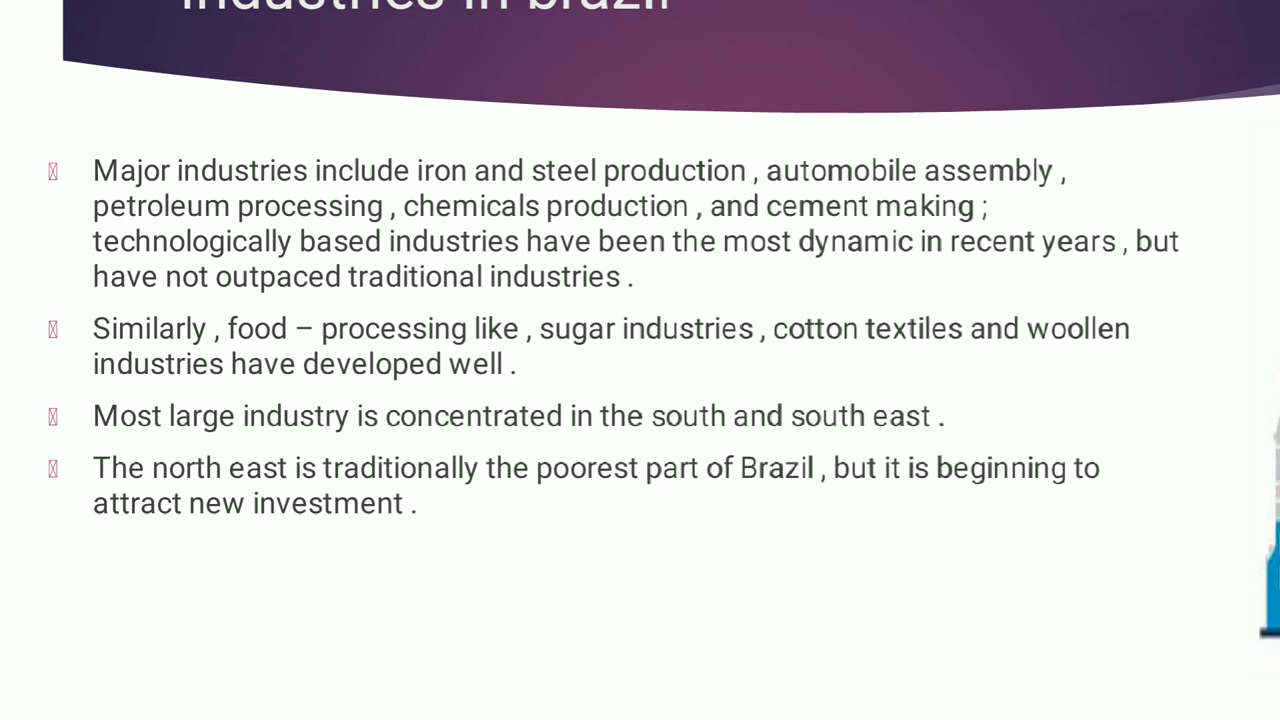 industries in brazil
Major industries include iron and steel production , automobile assembly ,
petroleum processing , chemicals production , and cement making ;
technologically based industries have been the most dynamic in recent years , but
have not outpaced traditional industries .
Similarly , food – processing like , sugar industries , cotton textiles and woollen
industries have developed well .
Most large industry is concentrated in the south and south east .
The north east is traditionally the poorest part of Brazil , but it is beginning to
attract new investment .